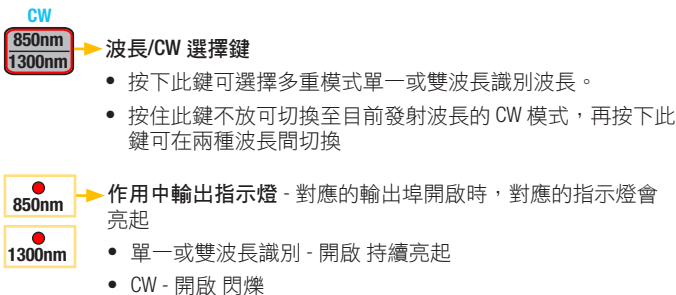 CW
850nm
1300nm
波長/CW 選擇鍵
• 按下此鍵可選擇多重模式單一或雙波長識別波長。
• 按住此鍵不放可切換至目前發射波長的 CW 模式，再按下此
鍵可在兩種波長間切換
850nm
作用中輸出指示燈 - 對應的輸出埠開啟時，對應的指示燈會
亮起
1300nm
• 單一或雙波長識別 - 開啟 持續亮起
• CW - 開啟 閃爍